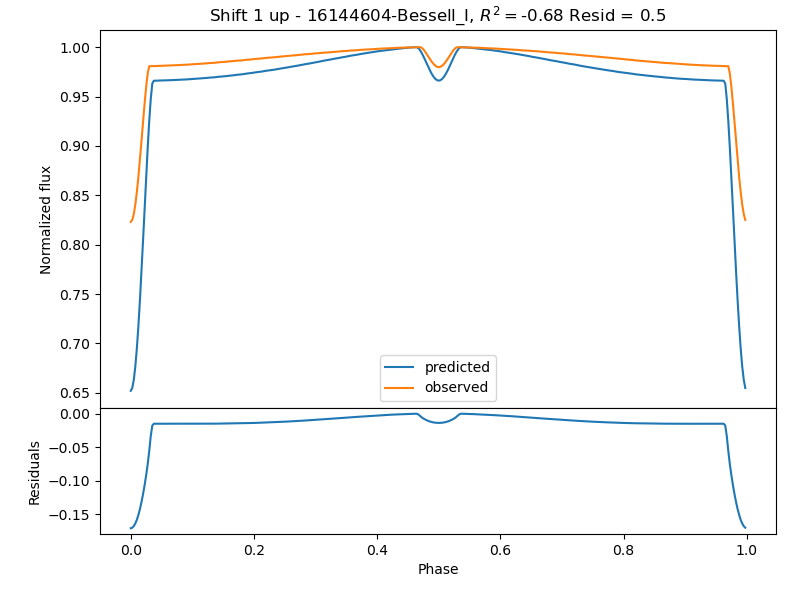 Shift 1 up - 16144604-Bessell_I, $R^2=$-0.68 Resid = 0.5
1.00
0.95
0.90
0.85
0.80
0.75
0.70
0.65
Normalized flux
predicted
observed
0.00
−0.05
−0.10
−0.15
Residuals
0.0 0.2 0.4 0.6 0.8 1.0
Phase